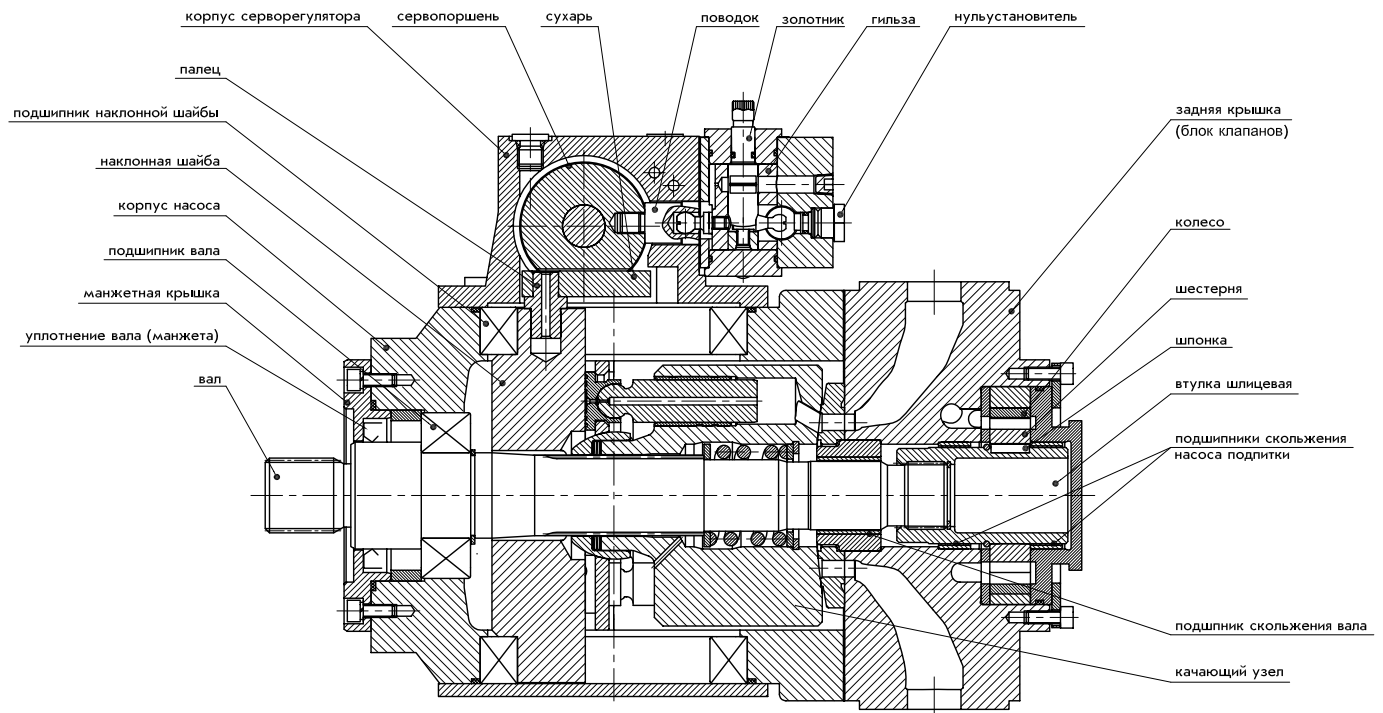 корпус серворегулятора
сервопоршень
сухарь
поводок
золотник
гильза
нульустановитель
палец
подшипник наклонной шайбы
наклонная шайба
корпус насоса
подшипник вала
манжетная крышка
уплотнение вала (манжета)
вал
задняя крышка
(блок клапанов)
колесо
шестерня
шпонка
втулка шлицевая
подшипники скольжения
насоса подпитки
подшпник скольжения вала
качающий узел